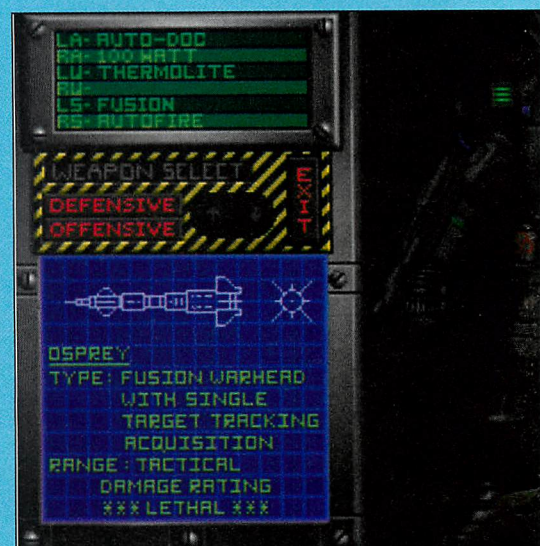 LA- AUTO-DOC
RA- 100 WATT
LW- THERMOLITE
RW-
LS- FUSION
RS- AUTOFIRE
WEAPON SELECT
EXIT
DEFENSIVE
OFFENSIVE
OSPREY
TYPE: FUSION WARHEAD
WITH SINGLE
TARGET TRACKING
ACQUISITION
RANGE: TACTICAL
DAMAGE RATING
*** LETHAL ***